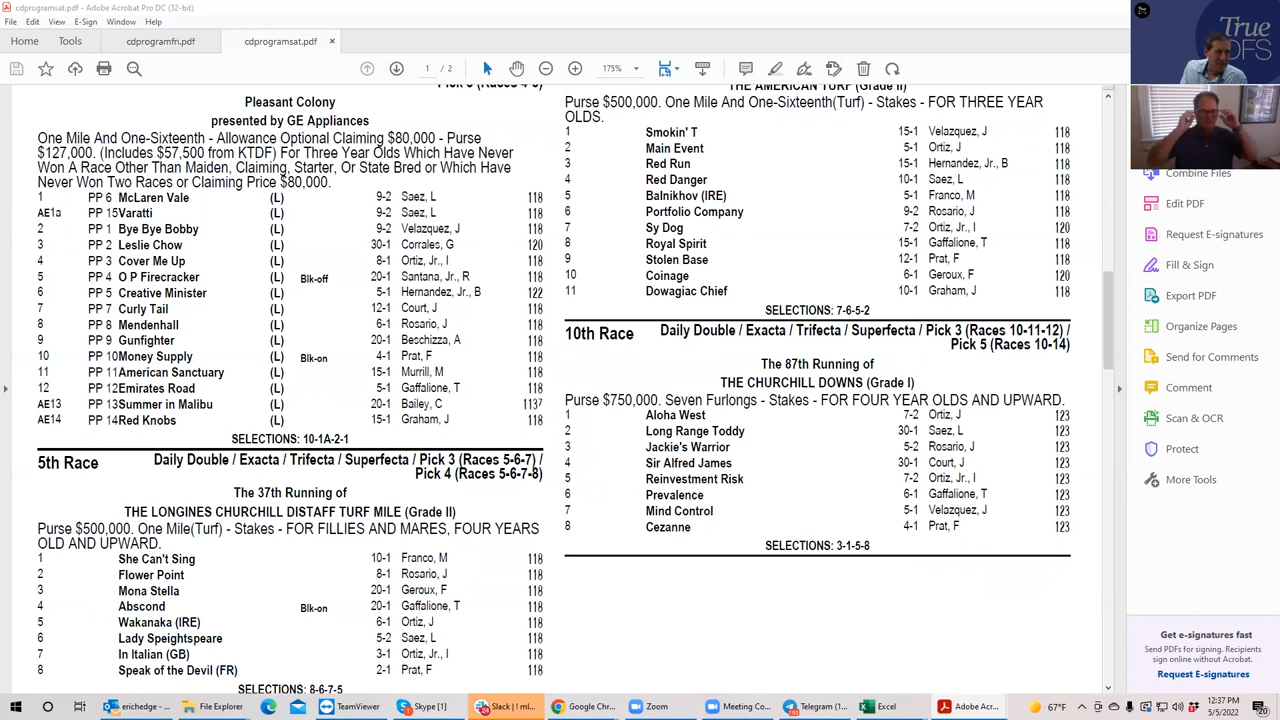 cdprogramsat.pdf - Adobe Acrobat Pro DC (32-bit)
File Edit View E-Sign Window Help
Home Tools cdprogramfri.pdf cdprogramsat.pdf ×
1 / 2 175%
Pleasant Colony
presented by GE Appliances
One Mile And One-Sixteenth - Allowance Optional Claiming $80,000 - Purse
$127,000. (Includes $57,500 from KTDF) For Three Year Olds Which Have Never
Won A Race Other Than Maiden, Claiming, Starter, Or State Bred or Which Have
Never Won Two Races or Claiming Price $80,000.
1 PP 6 McLaren Vale (L) 9-2 Saez, L 118
AE1a PP 15Varatti (L) 9-2 Saez, L 118
2 PP 1 Bye Bye Bobby (L) 9-2 Velazquez, J 118
3 PP 2 Leslie Chow (L) 30-1 Corrales, G 120
4 PP 3 Cover Me Up (L) 8-1 Ortiz, Jr., I 118
5 PP 4 O P Firecracker (L) Blk-off 20-1 Santana, Jr., R 118
6 PP 5 Creative Minister (L) 5-1 Hernandez, Jr., B 122
7 PP 7 Curly Tail (L) 12-1 Court, J 118
8 PP 8 Mendenhall (L) 6-1 Rosario, J 118
9 PP 9 Gunfighter (L) 20-1 Beschizza, A 118
10 PP 10Money Supply (L) Blk-on 4-1 Prat, F 118
11 PP 11American Sanctuary (L) 15-1 Murrill, M 118
12 PP 12Emirates Road (L) 5-1 Gaffalione, T 118
AE13 PP 13Summer in Malibu (L) 20-1 Bailey, C 113⁷
AE14 PP 14Red Knobs (L) 15-1 Graham, J 118
SELECTIONS: 10-1A-2-1
5th Race Daily Double / Exacta / Trifecta / Superfecta / Pick 3 (Races 5-6-7) /
Pick 4 (Races 5-6-7-8)
The 37th Running of
THE LONGINES CHURCHILL DISTAFF TURF MILE (Grade II)
Purse $500,000. One Mile(Turf) - Stakes - FOR FILLIES AND MARES, FOUR YEARS
OLD AND UPWARD.
1 She Can't Sing 10-1 Franco, M 118
2 Flower Point 8-1 Rosario, J 118
3 Mona Stella 20-1 Geroux, F 118
4 Abscond Blk-on 20-1 Gaffalione, T 118
5 Wakanaka (IRE) 6-1 Ortiz, J 118
6 Lady Speightspeare 5-2 Saez, L 118
7 In Italian (GB) 3-1 Ortiz, Jr., I 118
8 Speak of the Devil (FR) 2-1 Prat, F 118
SELECTIONS: 8-6-7-5
THE AMERICAN TURF (Grade II)
Purse $500,000. One Mile And One-Sixteenth(Turf) - Stakes - FOR THREE YEAR
OLDS.
1 Smokin' T 15-1 Velazquez, J 118
2 Main Event 5-1 Ortiz, J 118
3 Red Run 15-1 Hernandez, Jr., B 118
4 Red Danger 10-1 Saez, L 118
5 Balnikhov (IRE) 5-1 Franco, M 118
6 Portfolio Company 9-2 Rosario, J 118
7 Sy Dog 7-2 Ortiz, Jr., I 120
8 Royal Spirit 15-1 Gaffalione, T 118
9 Stolen Base 12-1 Prat, F 118
10 Coinage 6-1 Geroux, F 120
11 Dowagiac Chief 10-1 Graham, J 118
SELECTIONS: 7-6-5-2
10th Race Daily Double / Exacta / Trifecta / Superfecta / Pick 3 (Races 10-11-12) /
Pick 5 (Races 10-14)
The 87th Running of
THE CHURCHILL DOWNS (Grade I)
Purse $750,000. Seven Furlongs - Stakes - FOR FOUR YEAR OLDS AND UPWARD.
1 Aloha West 7-2 Ortiz, J 123
2 Long Range Toddy 30-1 Saez, L 123
3 Jackie's Warrior 5-2 Rosario, J 123
4 Sir Alfred James 30-1 Court, J 123
5 Reinvestment Risk 7-2 Ortiz, Jr., I 123
6 Prevalence 6-1 Gaffalione, T 123
7 Mind Control 5-1 Velazquez, J 123
8 Cezanne 4-1 Prat, F 123
SELECTIONS: 3-1-5-8
True
DFS
Combine Files
Edit PDF
Request E-signatures
Fill & Sign
Export PDF
Organize Pages
Send for Comments
Comment
Scan & OCR
Protect
More Tools
Get e-signatures fast
Send PDFs for signing. Recipients
sign online without Acrobat.
Request E-signatures
erichedge File Explorer TeamViewer Skype [1] Slack | ! ml... Google Chr... Zoom Meeting Co... Telegram (1... Excel Adobe Acr... 67°F 12:37 PM
5/5/2022